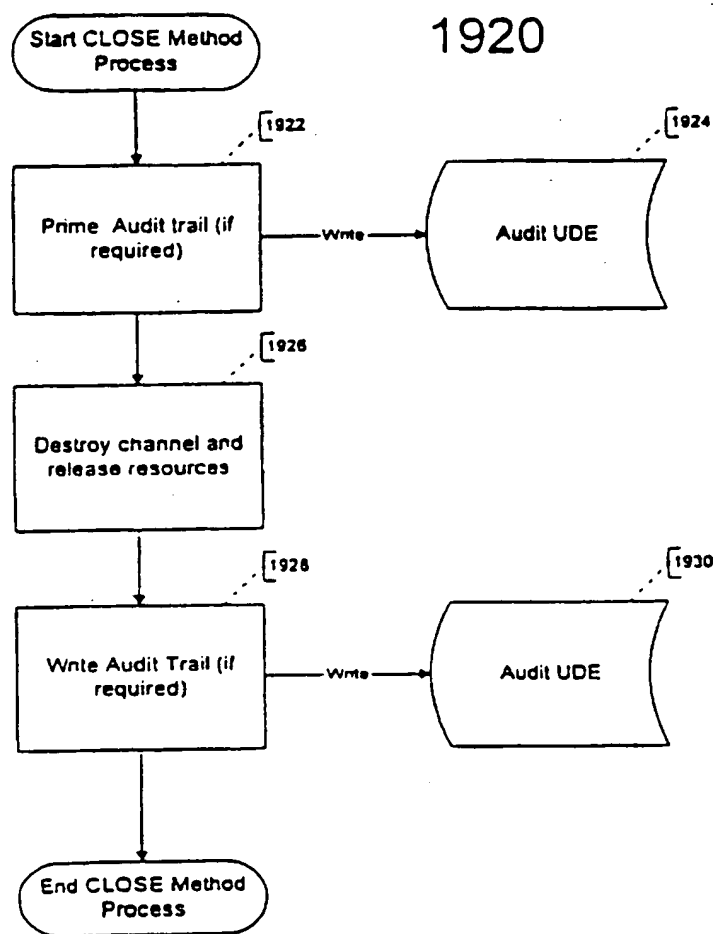 Start CLOSE Method
Process
1920
1922
1924
Prime Audit trail (if
required)
Write
Audit UDE
1926
Destroy channel and
release resources
1928
1930
Write Audit Trail (if
required)
Write
Audit UDE
End CLOSE Method
Process